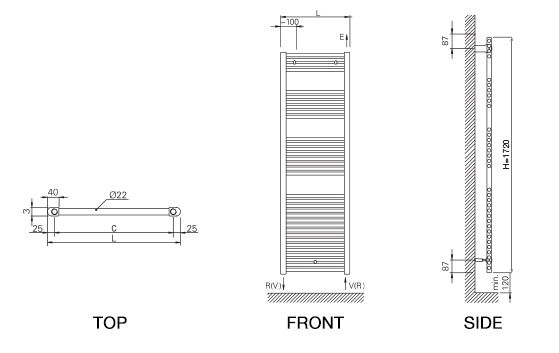 L
100
E
87
H=1720
40
Ø22
3
25
C
25
L
87
min. 120
R(V)
V(R)
TOP
FRONT
SIDE